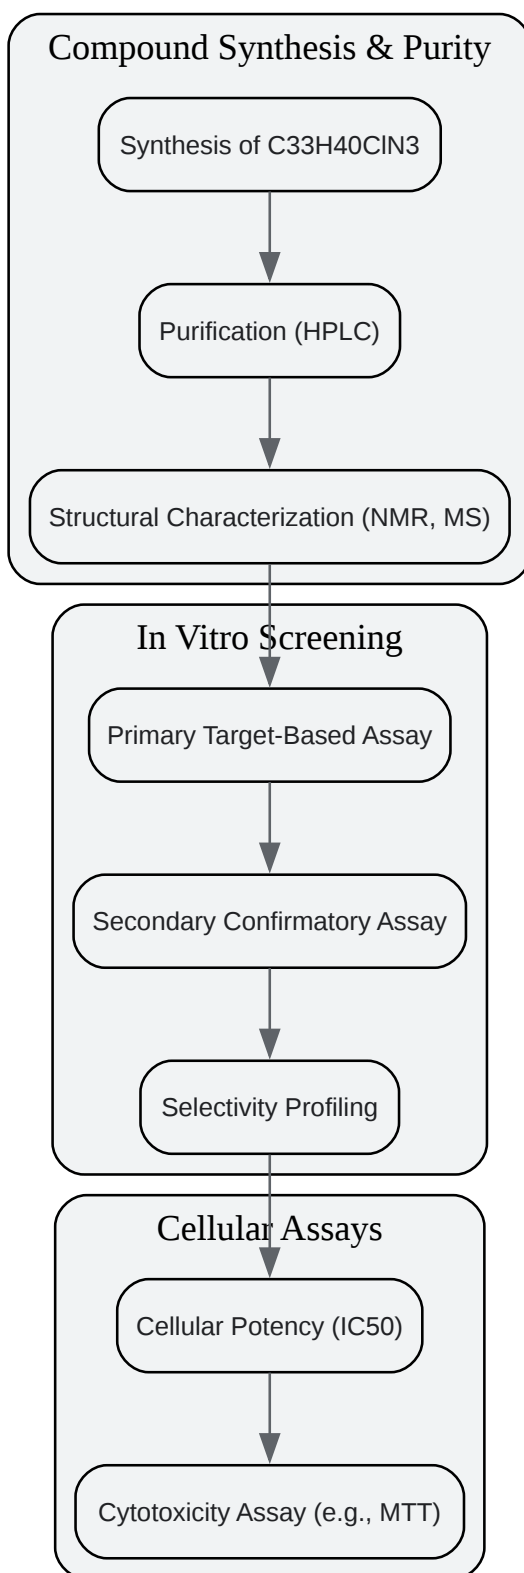 Compound Synthesis & Purity
Synthesis of C33H40ClN3
Purification (HPLC)
Structural Characterization (NMR, MS)
In Vitro Screening
Primary Target-Based Assay
Secondary Confirmatory Assay
Selectivity Profiling
Cellular Assays
Cellular Potency (IC50)
Cytotoxicity Assay (e.g., MTT)